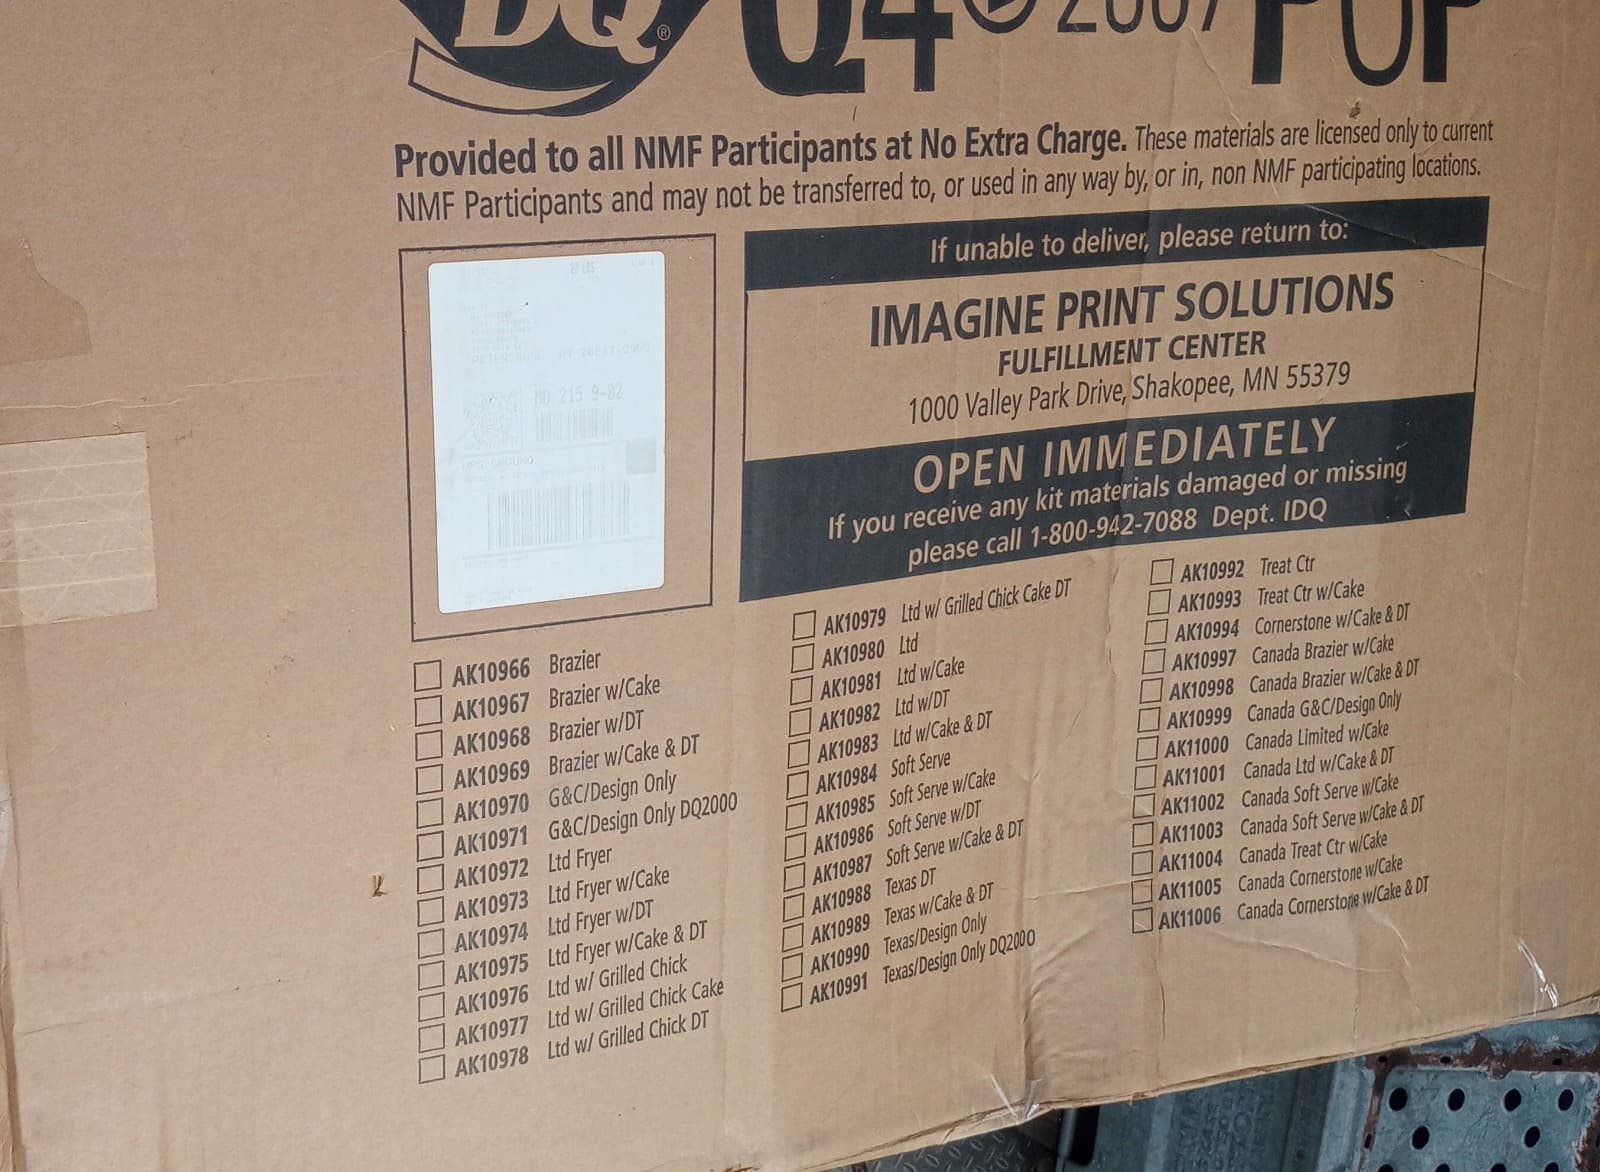 DQ®
Q4 2007 POP
Provided to all NMF Participants at No Extra Charge. These materials are licensed only to current
NMF Participants and may not be transferred to, or used in any way by, or in, non NMF participating locations.
20 LBS
MD 215 9-02
UPS GROUND
If unable to deliver, please return to:
IMAGINE PRINT SOLUTIONS
FULFILLMENT CENTER
1000 Valley Park Drive, Shakopee, MN 55379
OPEN IMMEDIATELY
If you receive any kit materials damaged or missing
please call 1-800-942-7088 Dept. IDQ
AK10966 Brazier
AK10967 Brazier w/Cake
AK10968 Brazier w/DT
AK10969 Brazier w/Cake & DT
AK10970 G&C/Design Only
AK10971 G&C/Design Only DQ2000
AK10972 Ltd Fryer
AK10973 Ltd Fryer w/Cake
AK10974 Ltd Fryer w/DT
AK10975 Ltd Fryer w/Cake & DT
AK10976 Ltd w/ Grilled Chick
AK10977 Ltd w/ Grilled Chick Cake
AK10978 Ltd w/ Grilled Chick DT
AK10979 Ltd w/ Grilled Chick Cake DT
AK10980 Ltd
AK10981 Ltd w/Cake
AK10982 Ltd w/DT
AK10983 Ltd w/Cake & DT
AK10984 Soft Serve
AK10985 Soft Serve w/Cake
AK10986 Soft Serve w/DT
AK10987 Soft Serve w/Cake & DT
AK10988 Texas DT
AK10989 Texas w/Cake & DT
AK10990 Texas/Design Only
AK10991 Texas/Design Only DQ2000
AK10992 Treat Ctr
AK10993 Treat Ctr w/Cake
AK10994 Cornerstone w/Cake & DT
AK10997 Canada Brazier w/Cake
AK10998 Canada Brazier w/Cake & DT
AK10999 Canada G&C/Design Only
AK11000 Canada Limited w/Cake
AK11001 Canada Ltd w/Cake & DT
AK11002 Canada Soft Serve w/Cake
AK11003 Canada Soft Serve w/Cake & DT
AK11004 Canada Treat Ctr w/Cake
AK11005 Canada Cornerstone w/Cake
AK11006 Canada Cornerstone w/Cake & DT